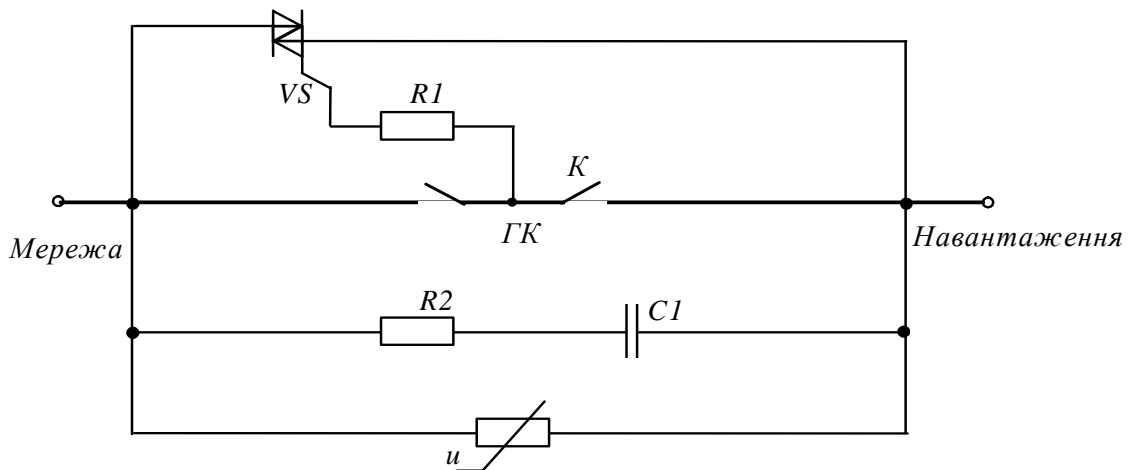 VS
R1
К
ГК
Мережа
Навантаження
R2
C1
u